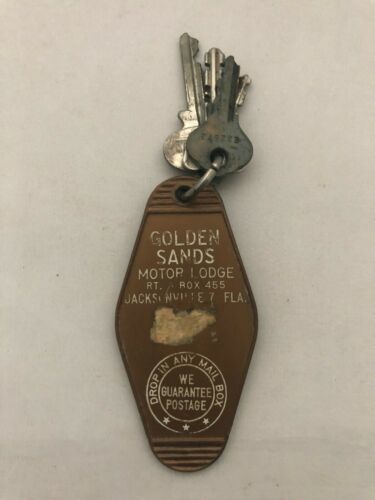 GOLDEN
SANDS
MOTOR LODGE
RT. BOX 455
JACKSONVILLE 7 FLA.
DROP IN ANY MAIL BOX
WE
GUARANTEE
POSTAGE